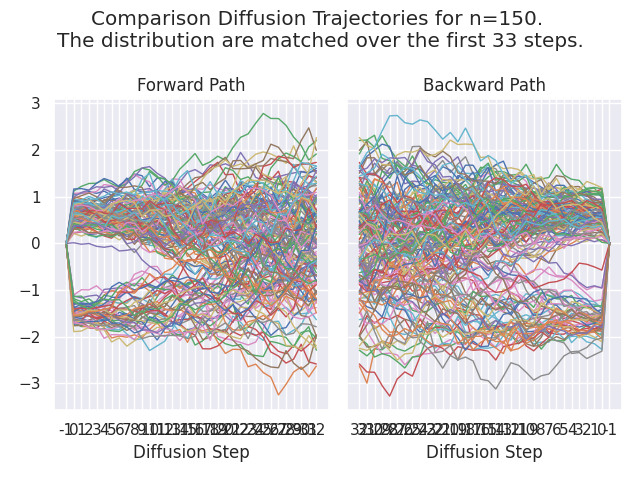 Comparison Diffusion Trajectories for n=150.
The distribution are matched over the first 33 steps.
Forward Path
Backward Path
3
2
1
0
−1
−2
−3
Diffusion Step
Diffusion Step